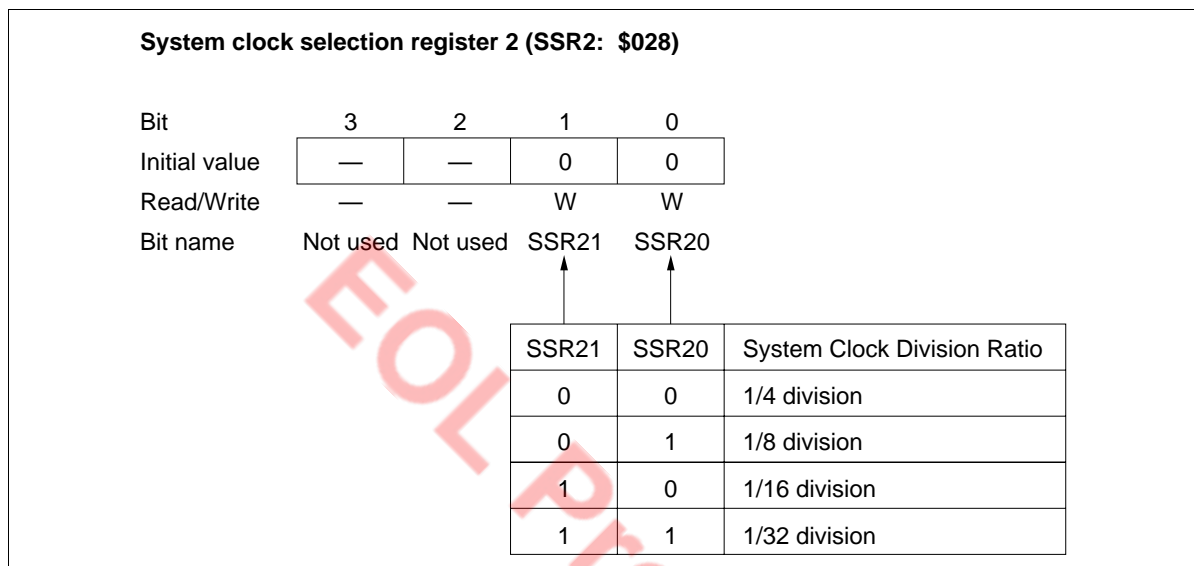 System clock selection register 2 (SSR2: $028)
Bit 3 2 1 0
Initial value — — 0 0
Read/Write — — W W
Bit name Not used Not used SSR21 SSR20
SSR21 SSR20 System Clock Division Ratio
0 0 1/4 division
0 1 1/8 division
1 0 1/16 division
1 1 1/32 division
EOL